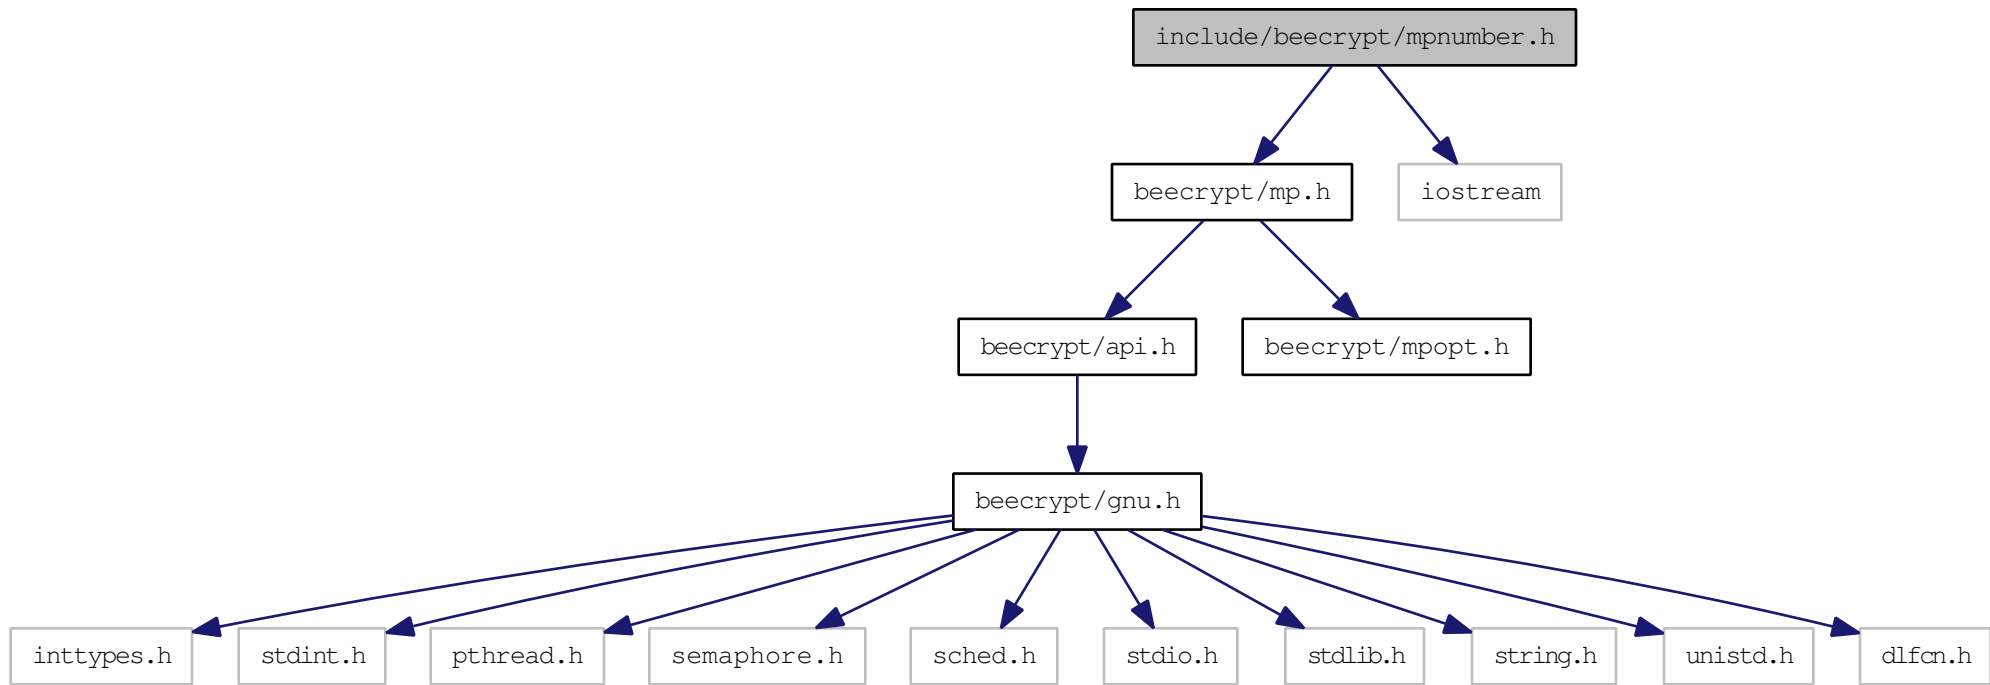 include/beecrypt/mpnumber.h
beecrypt/mp.h
iostream
beecrypt/api.h
beecrypt/mpopt.h
beecrypt/gnu.h
inttypes.h
stdint.h
pthread.h
semaphore.h
sched.h
stdio.h
stdlib.h
string.h
unistd.h
dlfcn.h